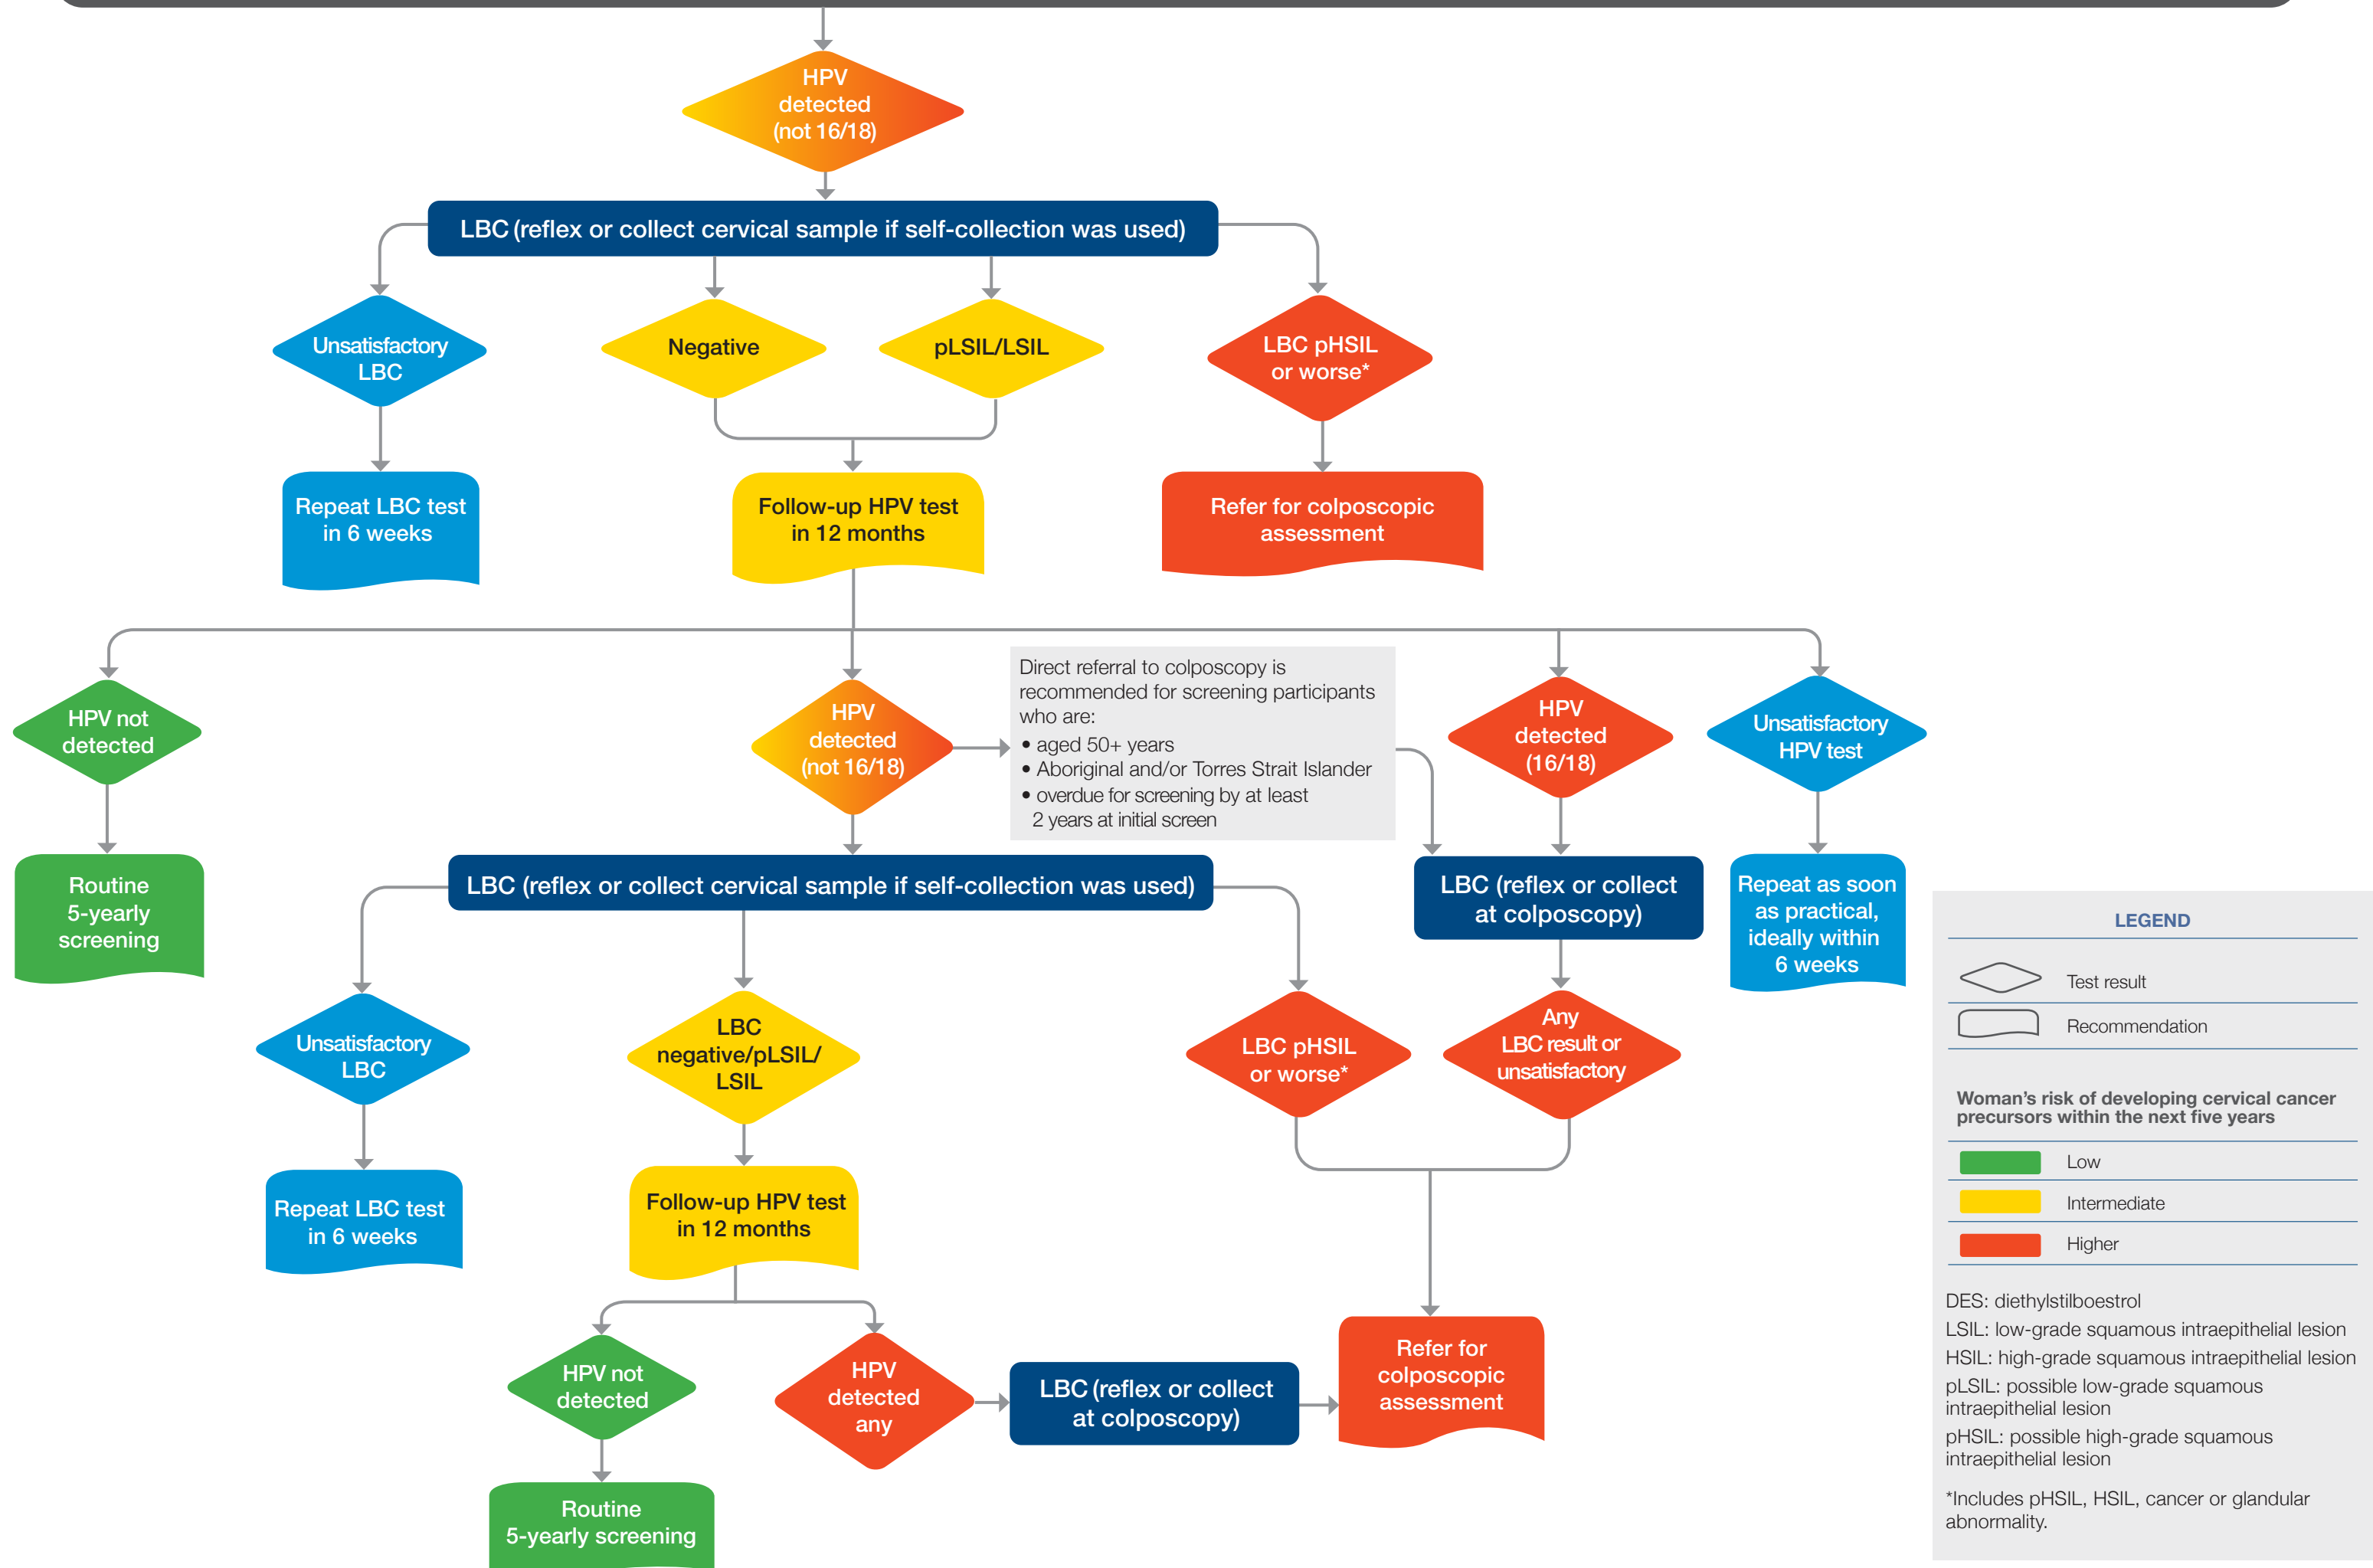 HPV
detected
(not 16/18)
LBC (reflex or collect cervical sample if self-collection was used)
Unsatisfactory
LBC
Negative
pLSIL/LSIL
LBC pHSIL
or worse*
Repeat LBC test
in 6 weeks
Follow-up HPV test
in 12 months
Refer for colposcopic
assessment
HPV not
detected
HPV
detected
(not 16/18)
Direct referral to colposcopy is
recommended for screening participants
who are:
• aged 50+ years
• Aboriginal and/or Torres Strait Islander
• overdue for screening by at least
2 years at initial screen
HPV
detected
(16/18)
Unsatisfactory
HPV test
Routine
5-yearly
screening
LBC (reflex or collect cervical sample if self-collection was used)
LBC (reflex or collect
at colposcopy)
Repeat as soon
as practical,
ideally within
6 weeks
Unsatisfactory
LBC
LBC
negative/pLSIL/
LSIL
LBC pHSIL
or worse*
Any
LBC result or
unsatisfactory
Repeat LBC test
in 6 weeks
Follow-up HPV test
in 12 months
HPV not
detected
HPV
detected
any
LBC (reflex or collect
at colposcopy)
Refer for
colposcopic
assessment
Routine
5-yearly screening
LEGEND
Test result
Recommendation
Woman's risk of developing cervical cancer
precursors within the next five years
Low
Intermediate
Higher
DES: diethylstilboestrol
LSIL: low-grade squamous intraepithelial lesion
HSIL: high-grade squamous intraepithelial lesion
pLSIL: possible low-grade squamous
intraepithelial lesion
pHSIL: possible high-grade squamous
intraepithelial lesion
*Includes pHSIL, HSIL, cancer or glandular
abnormality.